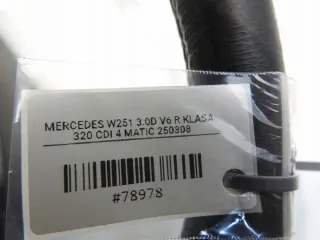 MERCEDES W251 3.0D V6 R KLASA
320 CDI 4 MATIC 250308
#78978